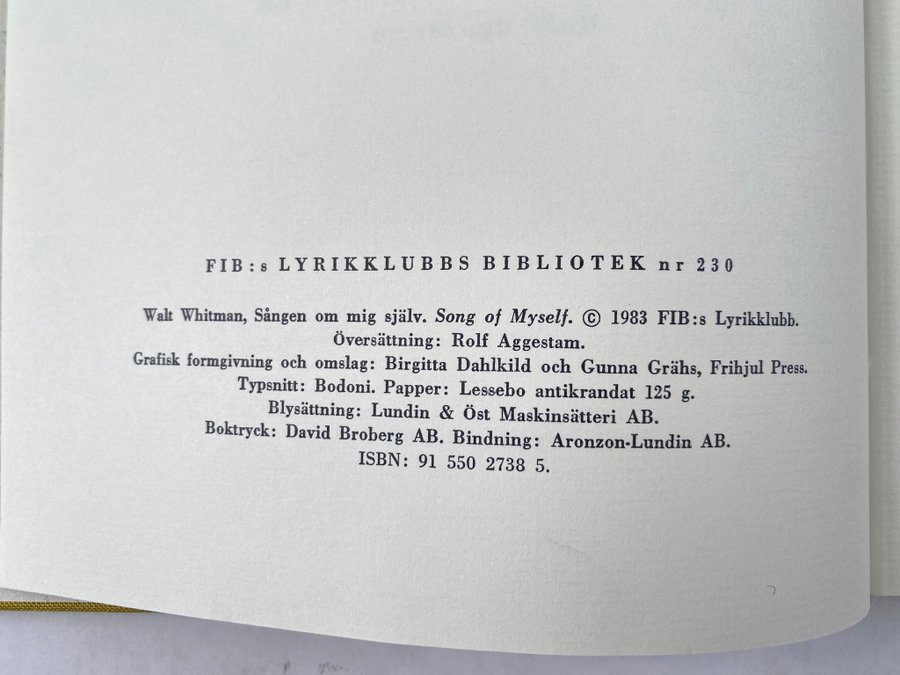 FIB:s LYRIKKLUBBS BIBLIOTEK nr 230
Walt Whitman, Sången om mig själv. Song of Myself. © 1983 FIB:s Lyrikklubb.
Översättning: Rolf Aggestam.
Grafisk formgivning och omslag: Birgitta Dahlkild och Gunna Grähs, Frihjul Press.
Typsnitt: Bodoni. Papper: Lessebo antikrandat 125 g.
Blysättning: Lundin & Öst Maskinsätteri AB.
Boktryck: David Broberg AB. Bindning: Aronzon-Lundin AB.
ISBN: 91 550 2738 5.